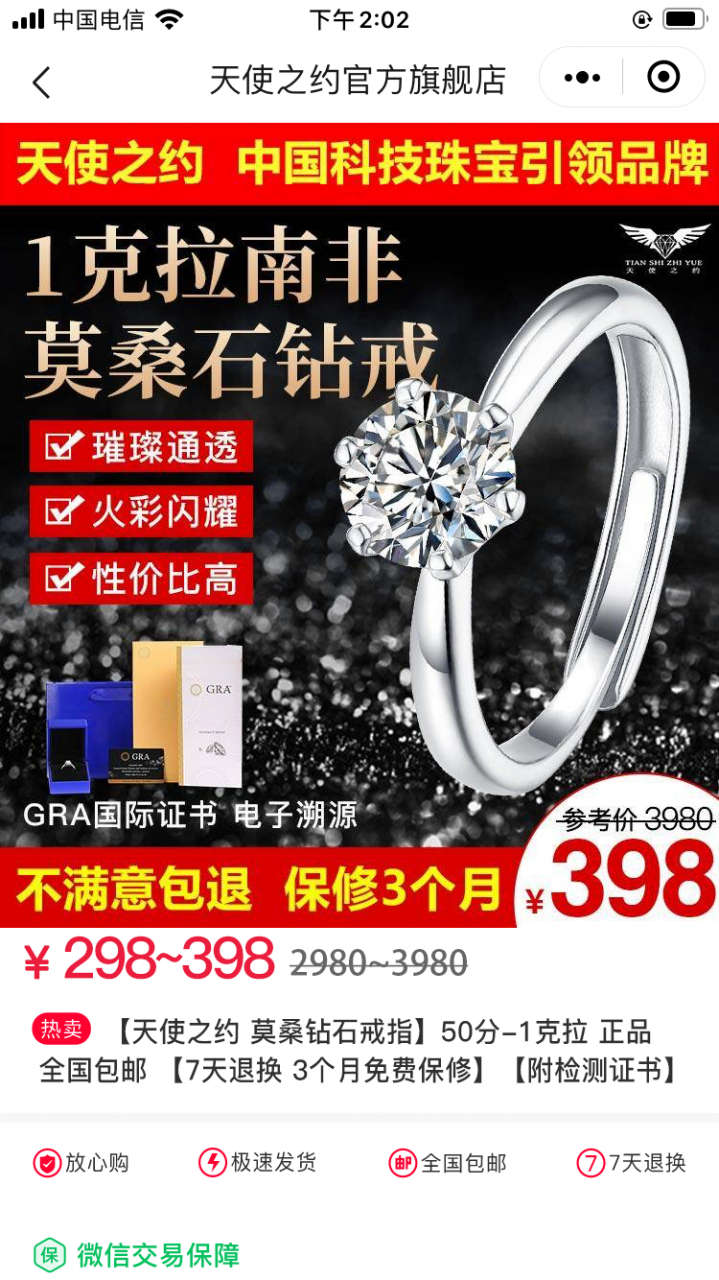 中国电信
下午2:02
天使之约官方旗舰店
天使之约 中国科技珠宝引领品牌
1克拉南非
莫桑石钻戒
TIAN SHI ZHI YUE
天使之约
璀璨通透
火彩闪耀
性价比高
GRA
GRA
GRA国际证书 电子溯源
参考价 3980
¥398
不满意包退 保修3个月
¥ 298~398 2980~3980
热卖 【天使之约 莫桑钻石戒指】50分-1克拉 正品
全国包邮 【7天退换 3个月免费保修】【附检测证书】
放心购 极速发货 邮 全国包邮 7 7天退换
保 微信交易保障